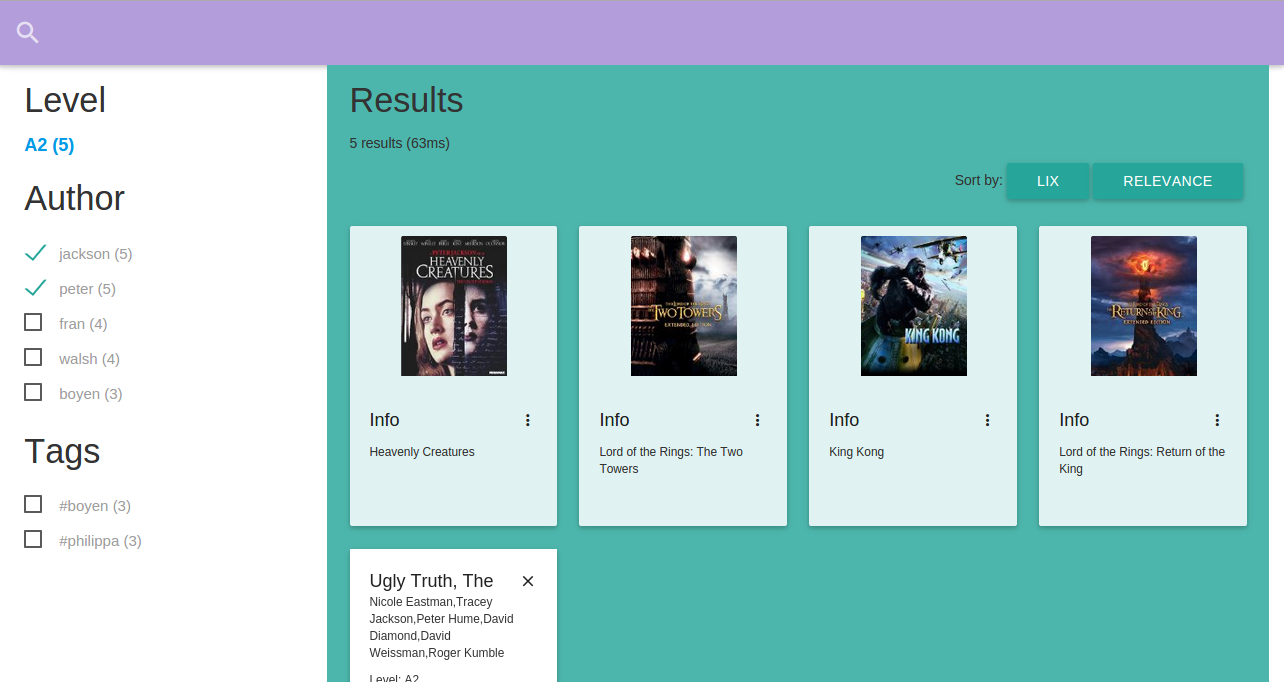 Level
A2 (5)
Author
jackson (5)
peter (5)
fran (4)
walsh (4)
boyen (3)
Tags
#boyen (3)
#philippa (3)
Results
5 results (63ms)
Sort by:
LIX
RELEVANCE
HEAVENLY
CREATURES
Info
Heavenly Creatures
TWO TOWERS
EXTENDED EDITION
Info
Lord of the Rings: The Two
Towers
KING KONG
Info
King Kong
RETURN OF THE KING
EXTENDED EDITION
Info
Lord of the Rings: Return of the
King
Ugly Truth, The
Nicole Eastman,Tracey
Jackson,Peter Hume,David
Diamond,David
Weissman,Roger Kumble
Level: A2